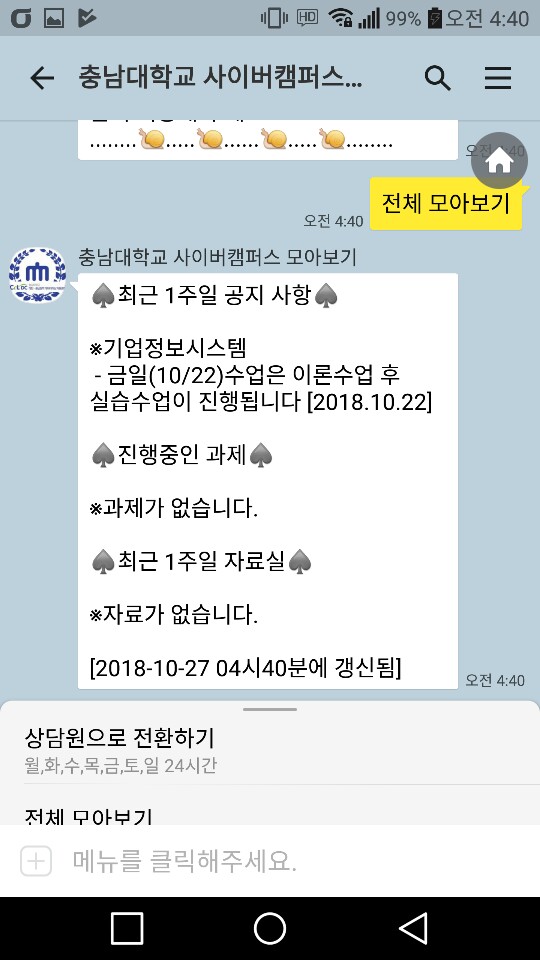 HD 99% 오전 4:40
충남대학교 사이버캠퍼스...
........ ..... ..... ..... ........
오전 4:40
전체 모아보기
오전 4:40
충남대학교 사이버캠퍼스 모아보기
♠최근 1주일 공지 사항♠
※기업정보시스템
- 금일(10/22)수업은 이론수업 후
실습수업이 진행됩니다 [2018.10.22]
♠진행중인 과제♠
※과제가 없습니다.
♠최근 1주일 자료실♠
※자료가 없습니다.
[2018-10-27 04시40분에 갱신됨]
오전 4:40
상담원으로 전환하기
월,화,수,목,금,토,일 24시간
전체 모아보기
메뉴를 클릭해주세요.